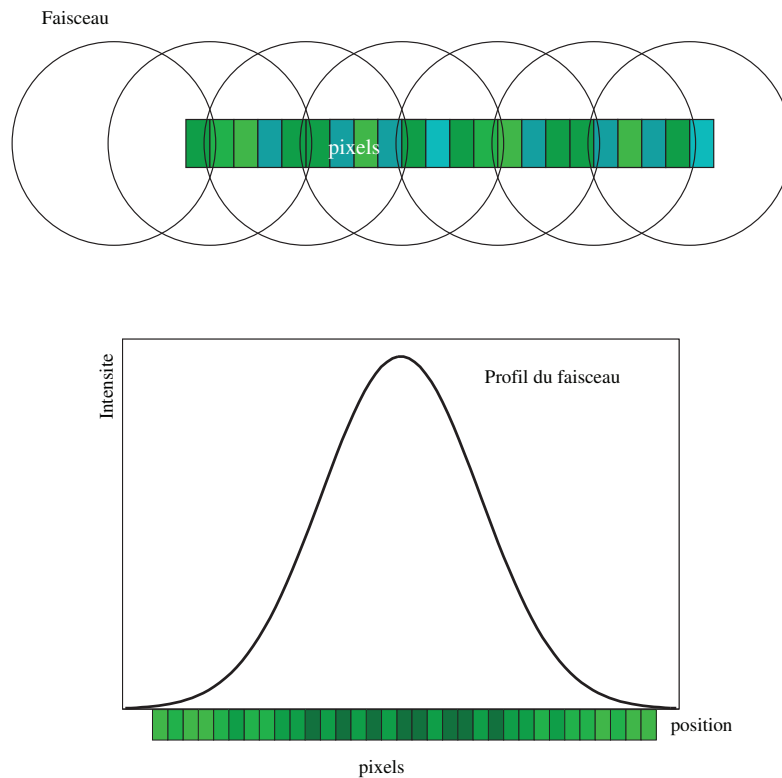 Faisceau
pixels
Intensite
Profil du faisceau
position
pixels